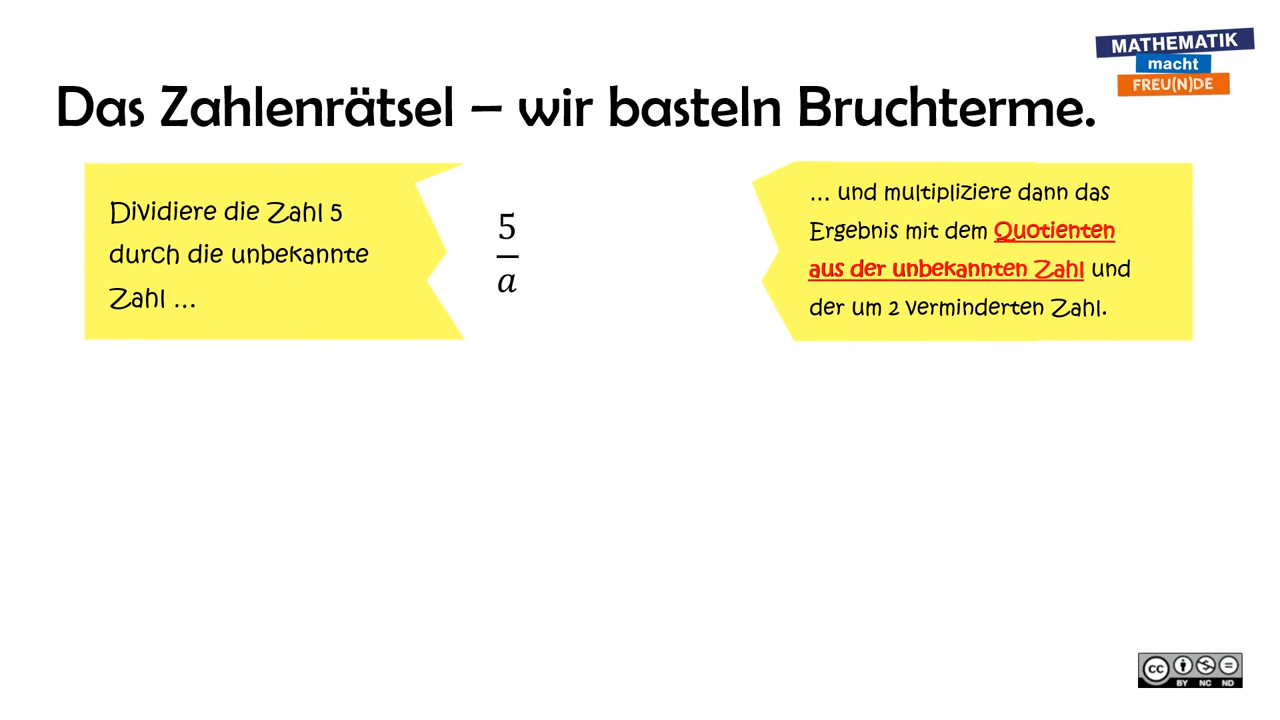 MATHEMATIK
macht
FREU(N)DE
Das Zahlenrätsel – wir basteln Bruchterme.
Dividiere die Zahl 5
durch die unbekannte
Zahl ...
5
a
... und multipliziere dann das
Ergebnis mit dem Quotienten
aus der unbekannten Zahl und
der um 2 verminderten Zahl.
cc
BY NC ND